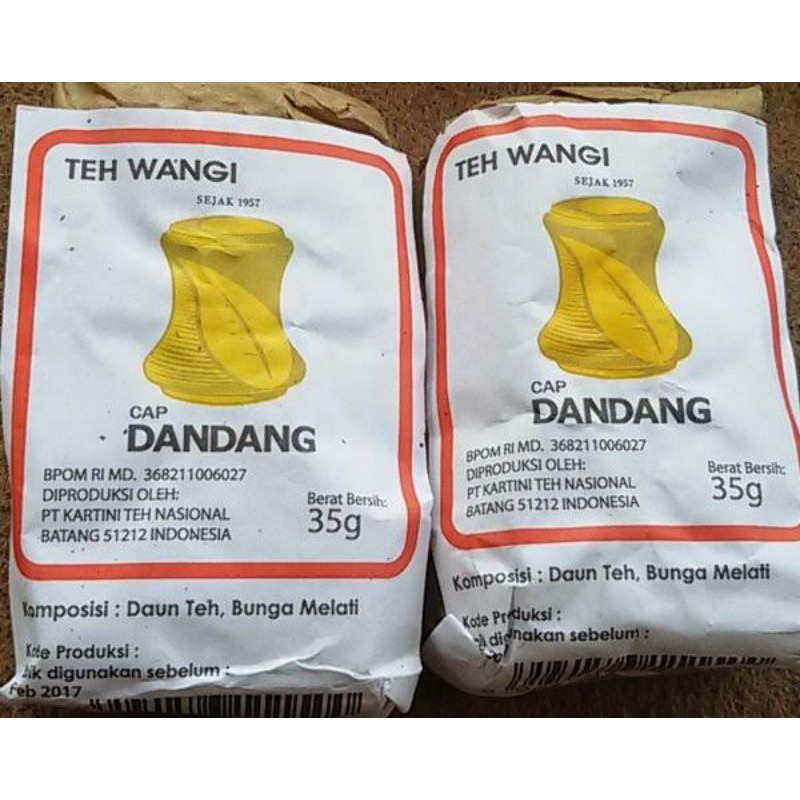 TEH WANGI
SEJAK 1957
CAP
DANDANG
BPOM RI MD. 368211006027
DIPRODUKSI OLEH:
PT KARTINI TEH NASIONAL
BATANG 51212 INDONESIA
Berat Bersih:
35g
Komposisi : Daun Teh, Bunga Melati
Kode Produksi :
digunakan sebelum :
Feb 2017
TEH WANGI
SEJAK 1957
CAP
DANDANG
BPOM RI MD. 368211006027
DIPRODUKSI OLEH:
PT KARTINI TEH NASIONAL
BATANG 51212 INDONESIA
Berat Bersih:
35g
Komposisi : Daun Teh, Bunga Melati
Kode Produksi :
digunakan sebelum :